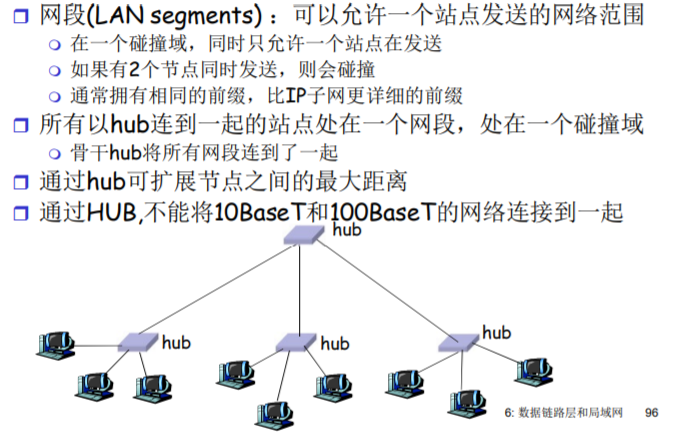 网段(LAN segments)：可以允许一个站点发送的网络范围
在一个碰撞域，同时只允许一个站点在发送
如果有2个节点同时发送，则会碰撞
通常拥有相同的前缀，比IP子网更详细的前缀
所有以hub连到一起的站点处在一个网段，处在一个碰撞域
骨干hub将所有网段连到了一起
通过hub可扩展节点之间的最大距离
通过HUB,不能将10BaseT和100BaseT的网络连接到一起
hub
hub
hub
hub
6: 数据链路层和局域网 96